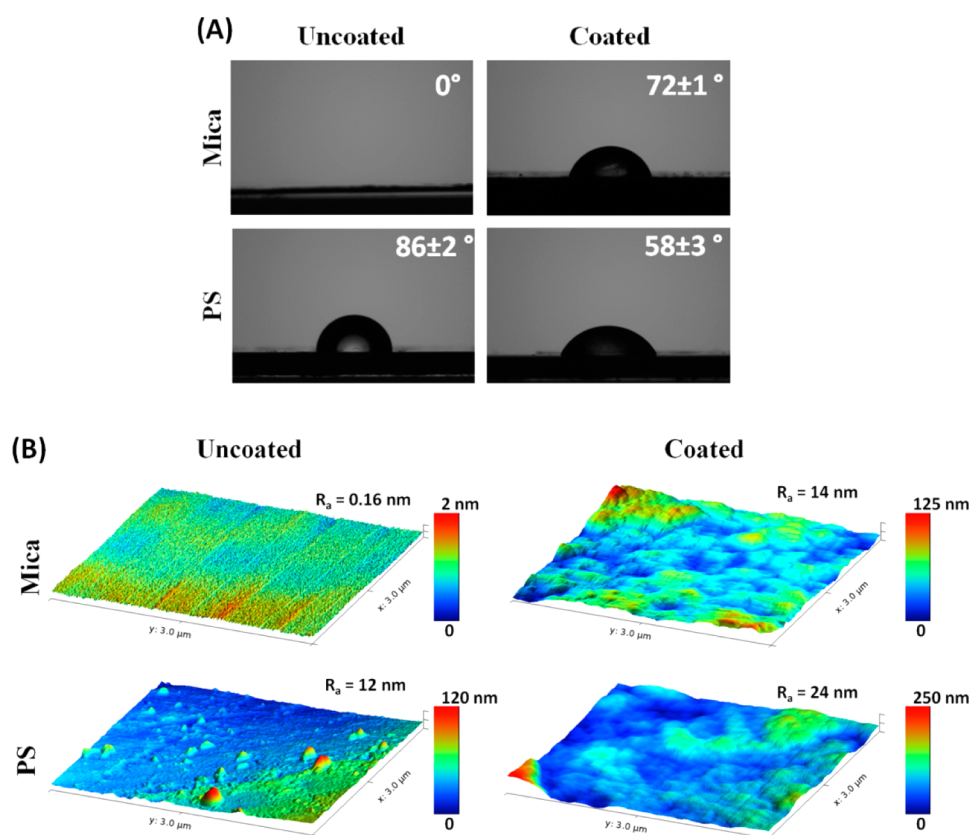 (A)
Uncoated
Coated
Mica
0°
72±1 °
PS
86±2 °
58±3 °
(B)
Uncoated
Coated
Mica
Rₐ = 0.16 nm
2 nm
0
x: 3.0 µm
y: 3.0 µm
Rₐ = 14 nm
125 nm
0
x: 3.0 µm
y: 3.0 µm
PS
Rₐ = 12 nm
120 nm
0
x: 3.0 µm
y: 3.0 µm
Rₐ = 24 nm
250 nm
0
x: 3.0 µm
y: 3.0 µm